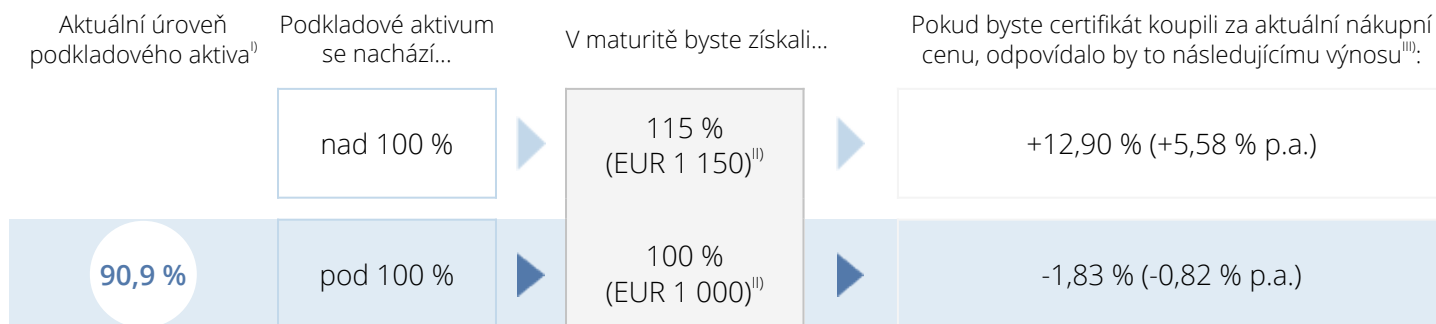 Aktuální úroveň
podkladového aktiva I)
Podkladové aktivum
se nachází...
V maturitě byste získali...
Pokud byste certifikát koupili za aktuální nákupní
cenu, odpovídalo by to následujícímu výnosu III):
nad 100 %
115 %
(EUR 1 150) II)
+12,90 % (+5,58 % p.a.)
90,9 %
pod 100 %
100 %
(EUR 1 000) II)
-1,83 % (-0,82 % p.a.)